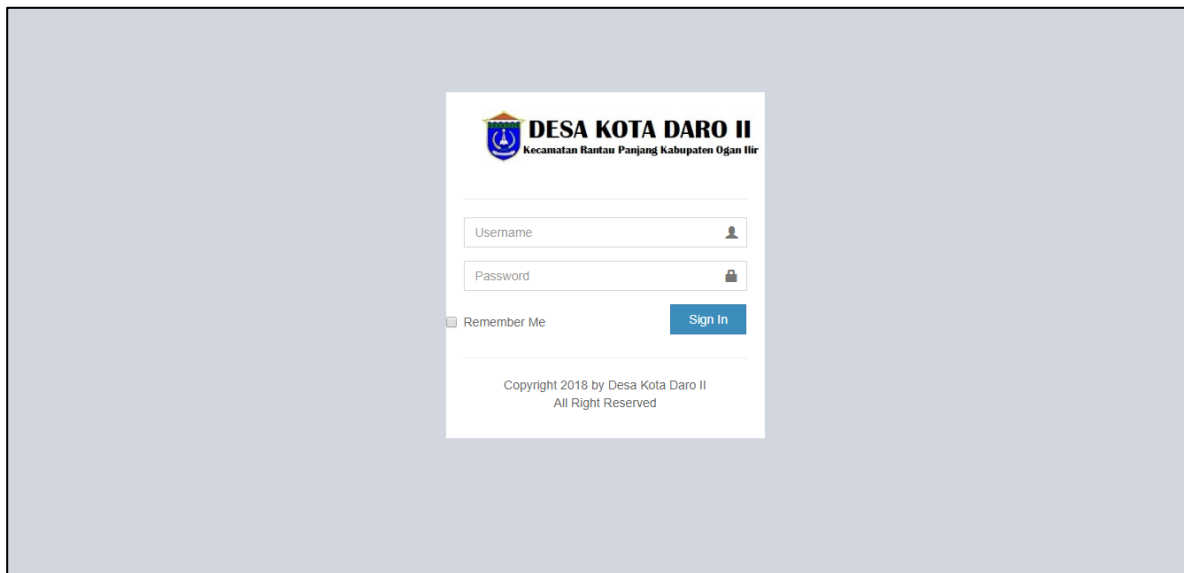 DESA KOTA DARO II
Kecamatan Rantau Panjang Kabupaten Ogan Ilir
Username
Password
Remember Me
Sign In
Copyright 2018 by Desa Kota Daro II
All Right Reserved